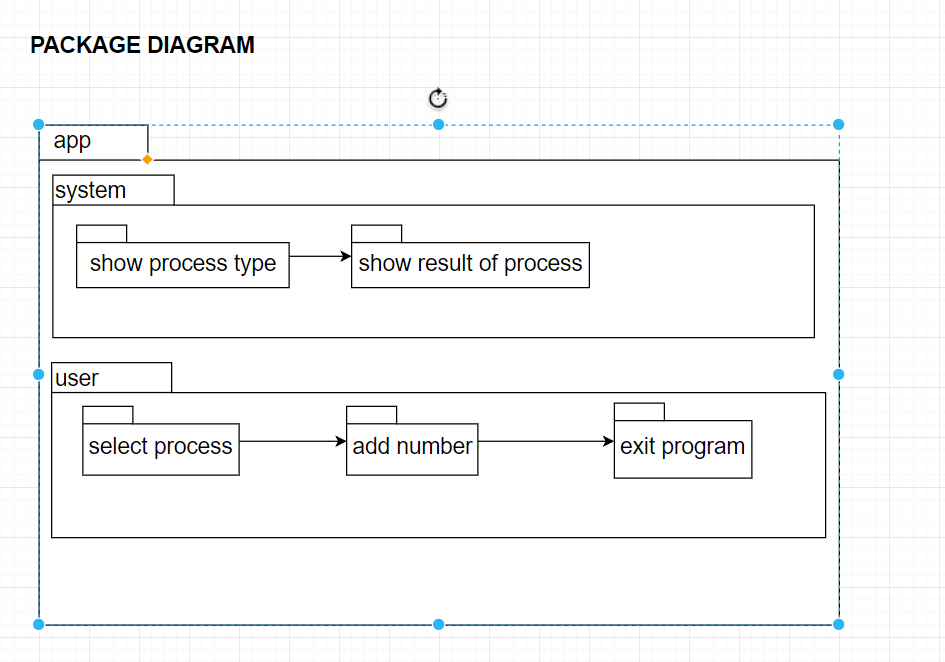 PACKAGE DIAGRAM
app
system
show process type
show result of process
user
select process
add number
exit program